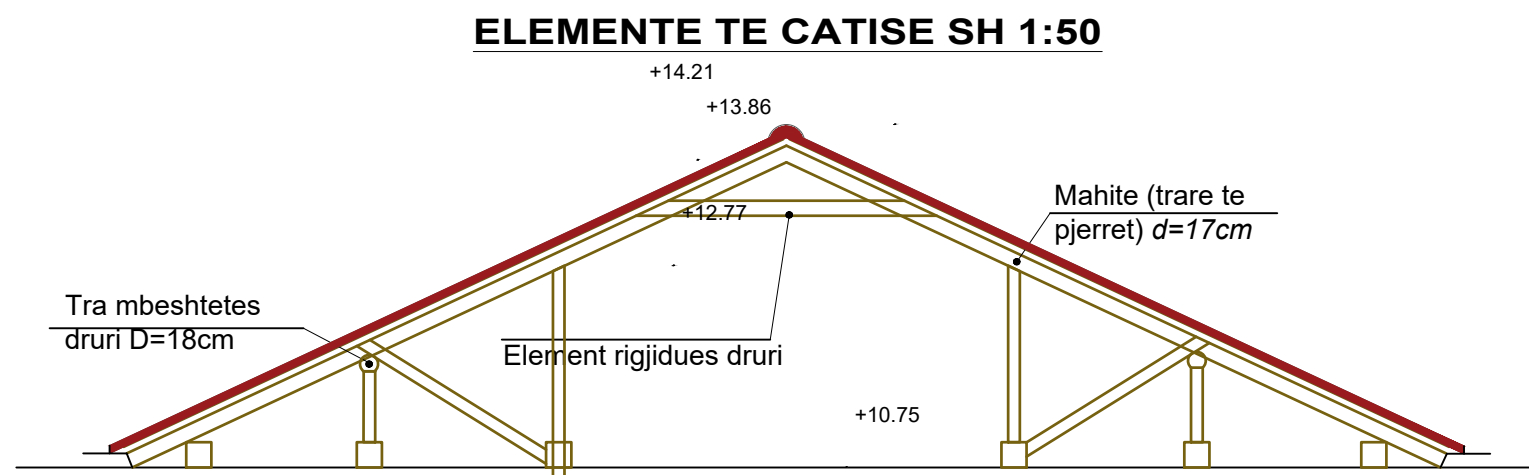 ELEMENTE TE CATISE SH 1:50
+14.21
+13.86
+12.77
Mahite (trare te
pjerret) d=17cm
Tra mbeshtetes
druri D=18cm
Element rigjidues druri
+10.75